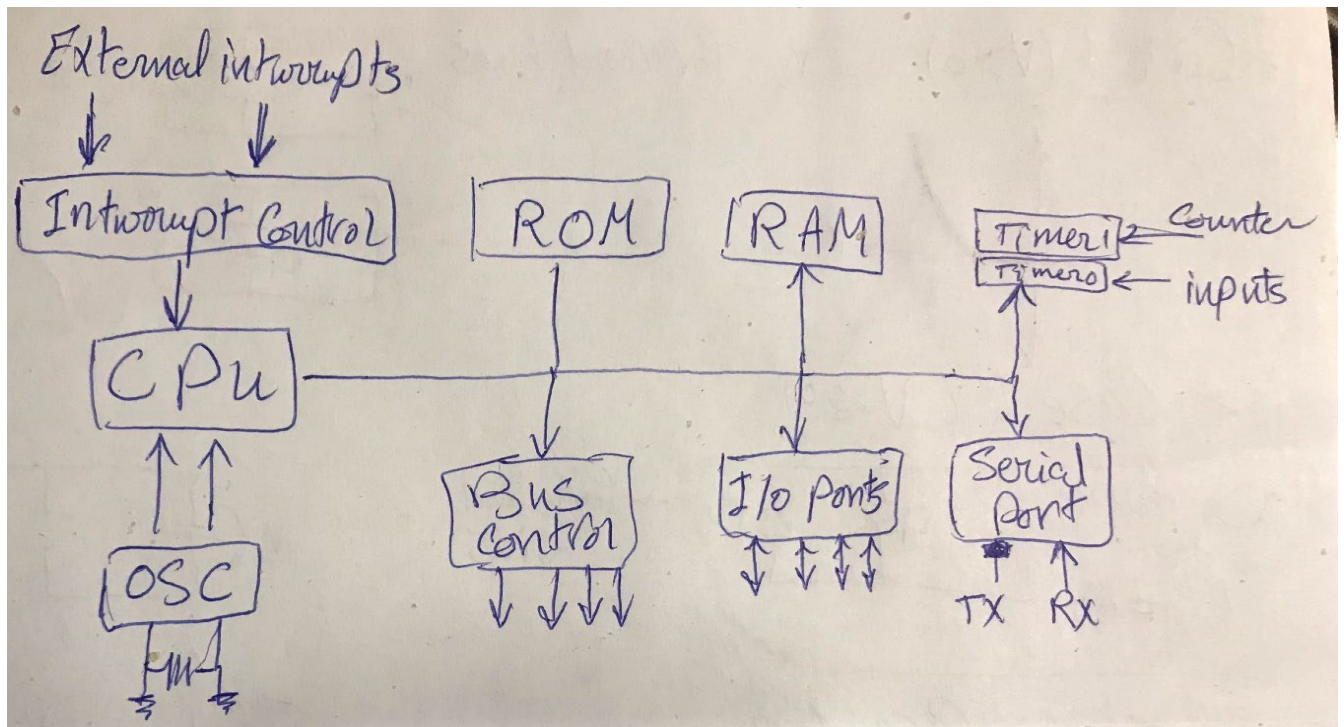 External interrupts
Interrupt Control
ROM
RAM
Timer1
Counter
Timer0
inputs
CPU
Bus
Control
I/O Ports
Serial
Port
OSC
TX
RX